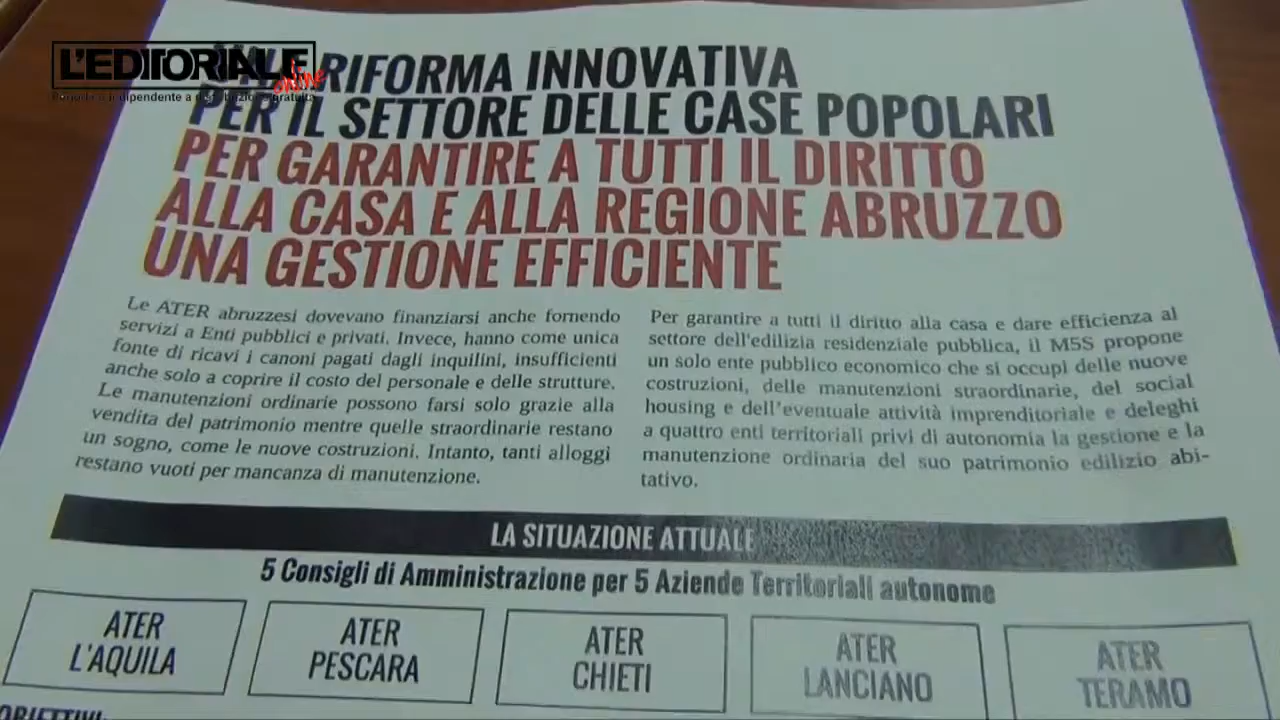 L'EDITORIALE
online
UNA RIFORMA INNOVATIVA
PER IL SETTORE DELLE CASE POPOLARI
PER GARANTIRE A TUTTI IL DIRITTO
ALLA CASA E ALLA REGIONE ABRUZZO
UNA GESTIONE EFFICIENTE
Le ATER abruzzesi dovevano finanziarsi anche fornendo
servizi a Enti pubblici e privati. Invece, hanno come unica
fonte di ricavi i canoni pagati dagli inquilini, insufficienti
anche solo a coprire il costo del personale e delle strutture.
Le manutenzioni ordinarie possono farsi solo grazie alla
vendita del patrimonio mentre quelle straordinarie restano
un sogno, come le nuove costruzioni. Intanto, tanti alloggi
restano vuoti per mancanza di manutenzione.
Per garantire a tutti il diritto alla casa e dare efficienza al
settore dell'edilizia residenziale pubblica, il M5S propone
un solo ente pubblico economico che si occupi delle nuove
costruzioni, delle manutenzioni straordinarie, del social
housing e dell'eventuale attività imprenditoriale e deleghi
a quattro enti territoriali privi di autonomia la gestione e la
manutenzione ordinaria del suo patrimonio edilizio abi-
tativo.
LA SITUAZIONE ATTUALE
5 Consigli di Amministrazione per 5 Aziende Territoriali autonome
ATER
L'AQUILA
ATER
PESCARA
ATER
CHIETI
ATER
LANCIANO
ATER
TERAMO
OBIETTIVI: